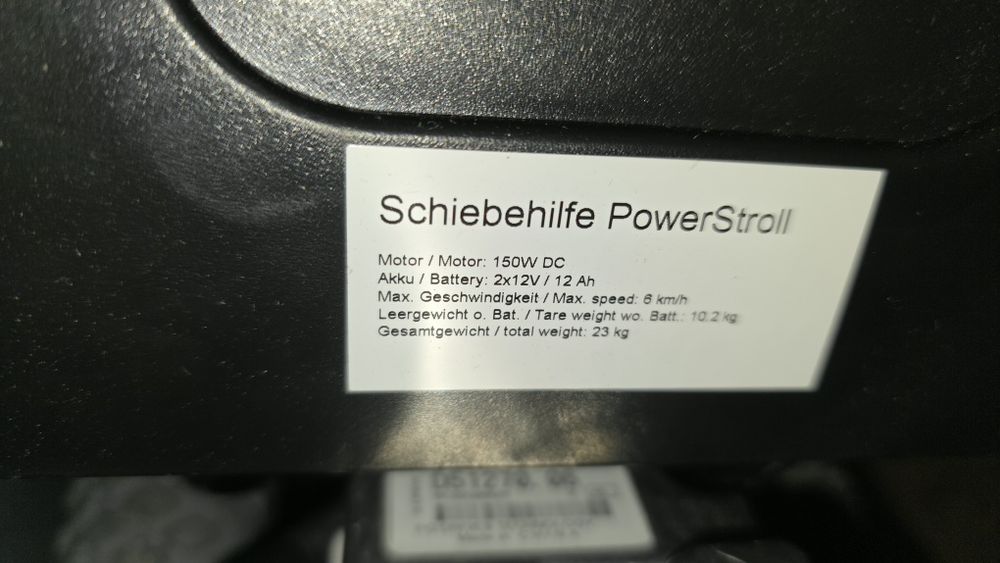 Schiebehilfe PowerStroll
Motor / Motor: 150W DC
Akku / Battery: 2x12V / 12 Ah
Max. Geschwindigkeit / Max. speed: 6 km/h
Leergewicht o. Bat. / Tare weight wo. Batt.: 10.2 kg
Gesamtgewicht / total weight: 23 kg